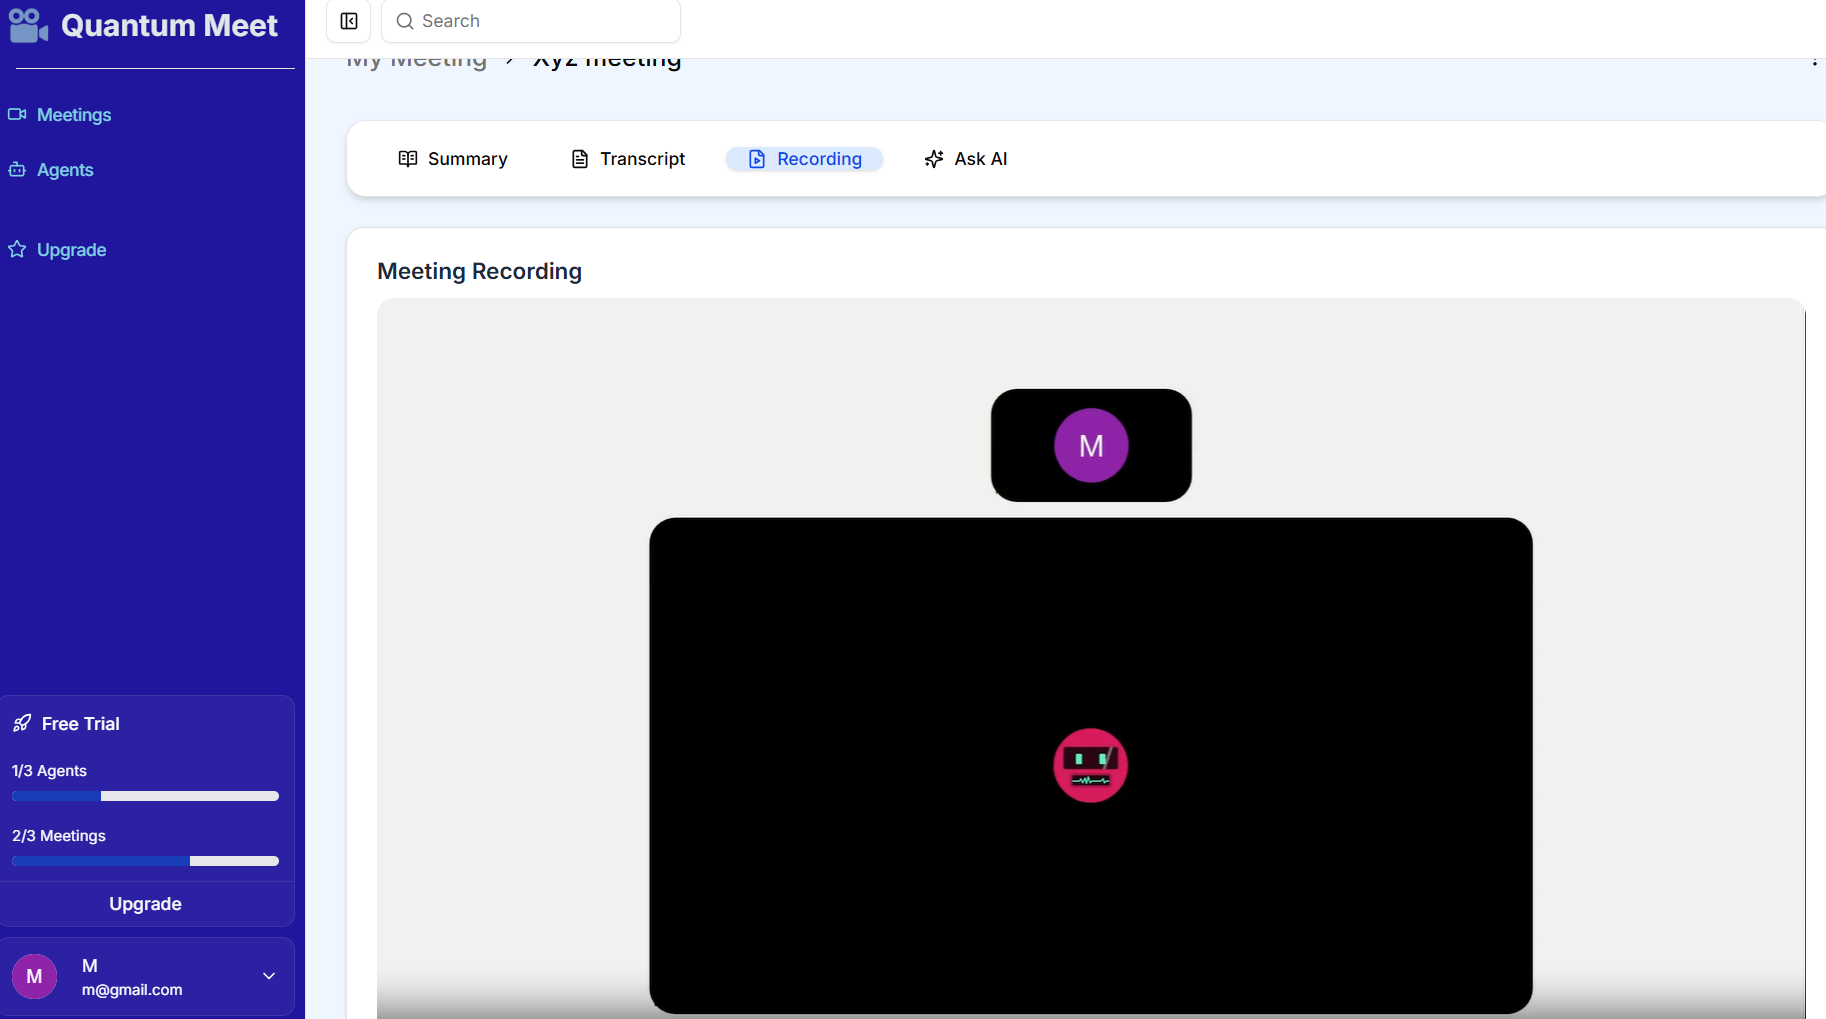 Quantum Meet
Meetings
Agents
Upgrade
Free Trial
1/3 Agents
2/3 Meetings
Upgrade
M
M
m@gmail.com
Search
My Meeting › Xyz meeting
Summary
Transcript
Recording
Ask AI
Meeting Recording
M